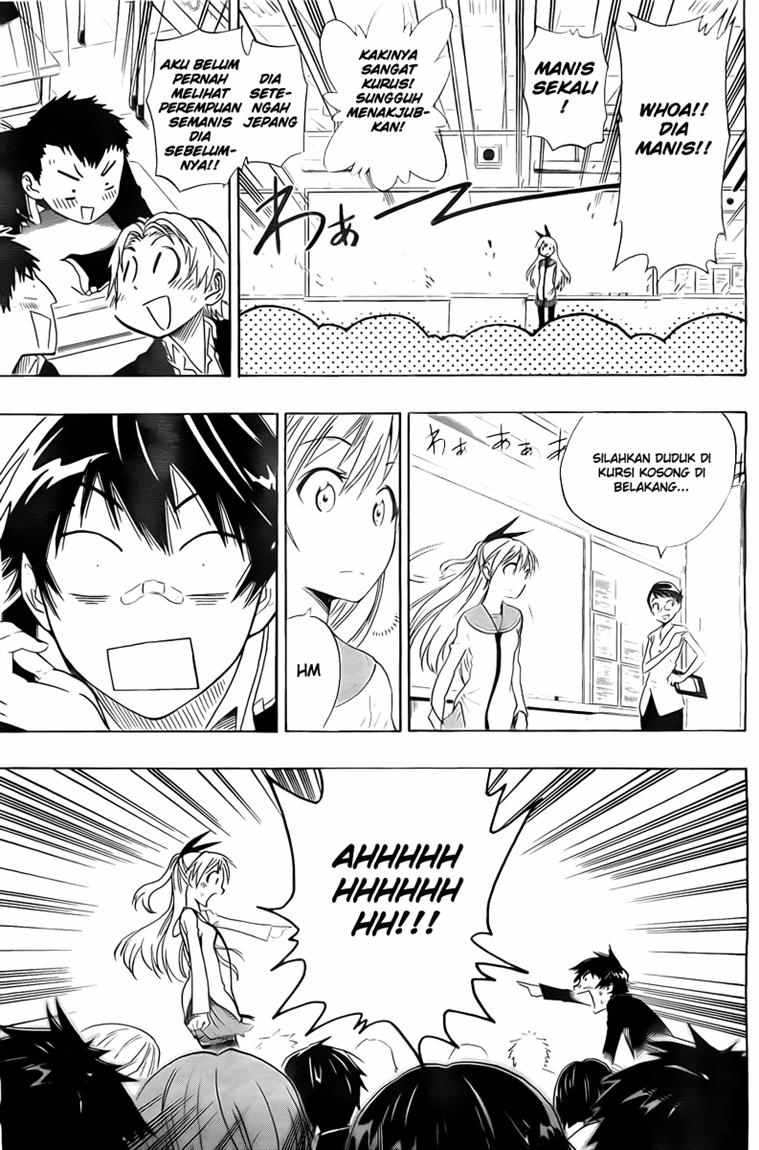 WHOA!!
DIA
MANIS!!
MANIS
SEKALI
!
KAKINYA
SANGAT
KURUS!
SUNGGUH
MENAKJUB-
KAN!
わあ
DIA
SETE-
NGAH
JEPANG
AKU BELUM
PERNAH
MELIHAT
PEREMPUAN
SEMANIS
DIA
SEBELUM-
NYA!!
SILAHKAN DUDUK DI
KURSI KOSONG DI
BELAKANG...
わぁ あぁ
HM
AHHHHH
HHHHHH
HH!!!